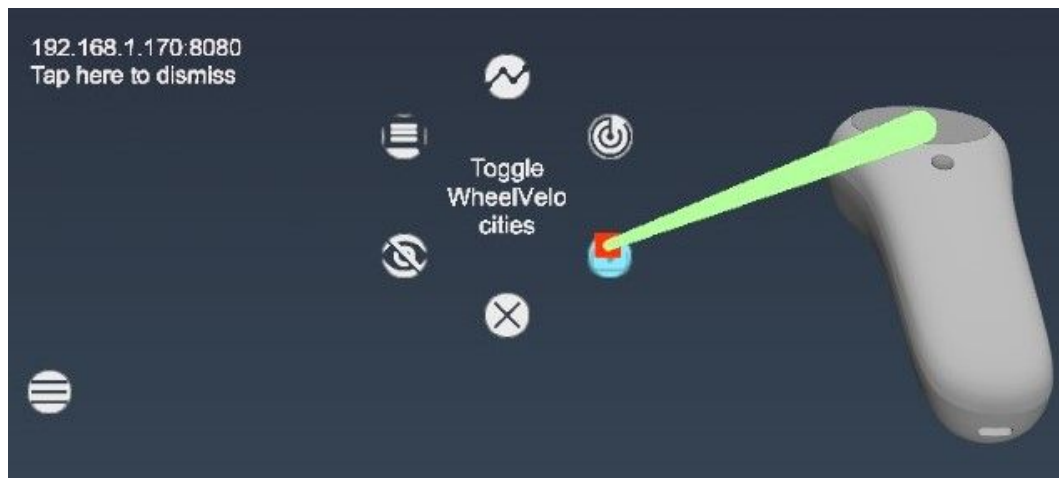 192.168.1.170:8080
Tap here to dismiss
Toggle
WheelVelo
cities